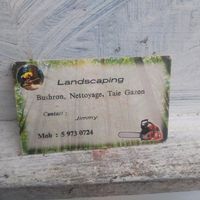 Landscaping
Bushron, Nettoyage, Taie Gazon
Contact :
Jimmy
Mob : 5 973 0724